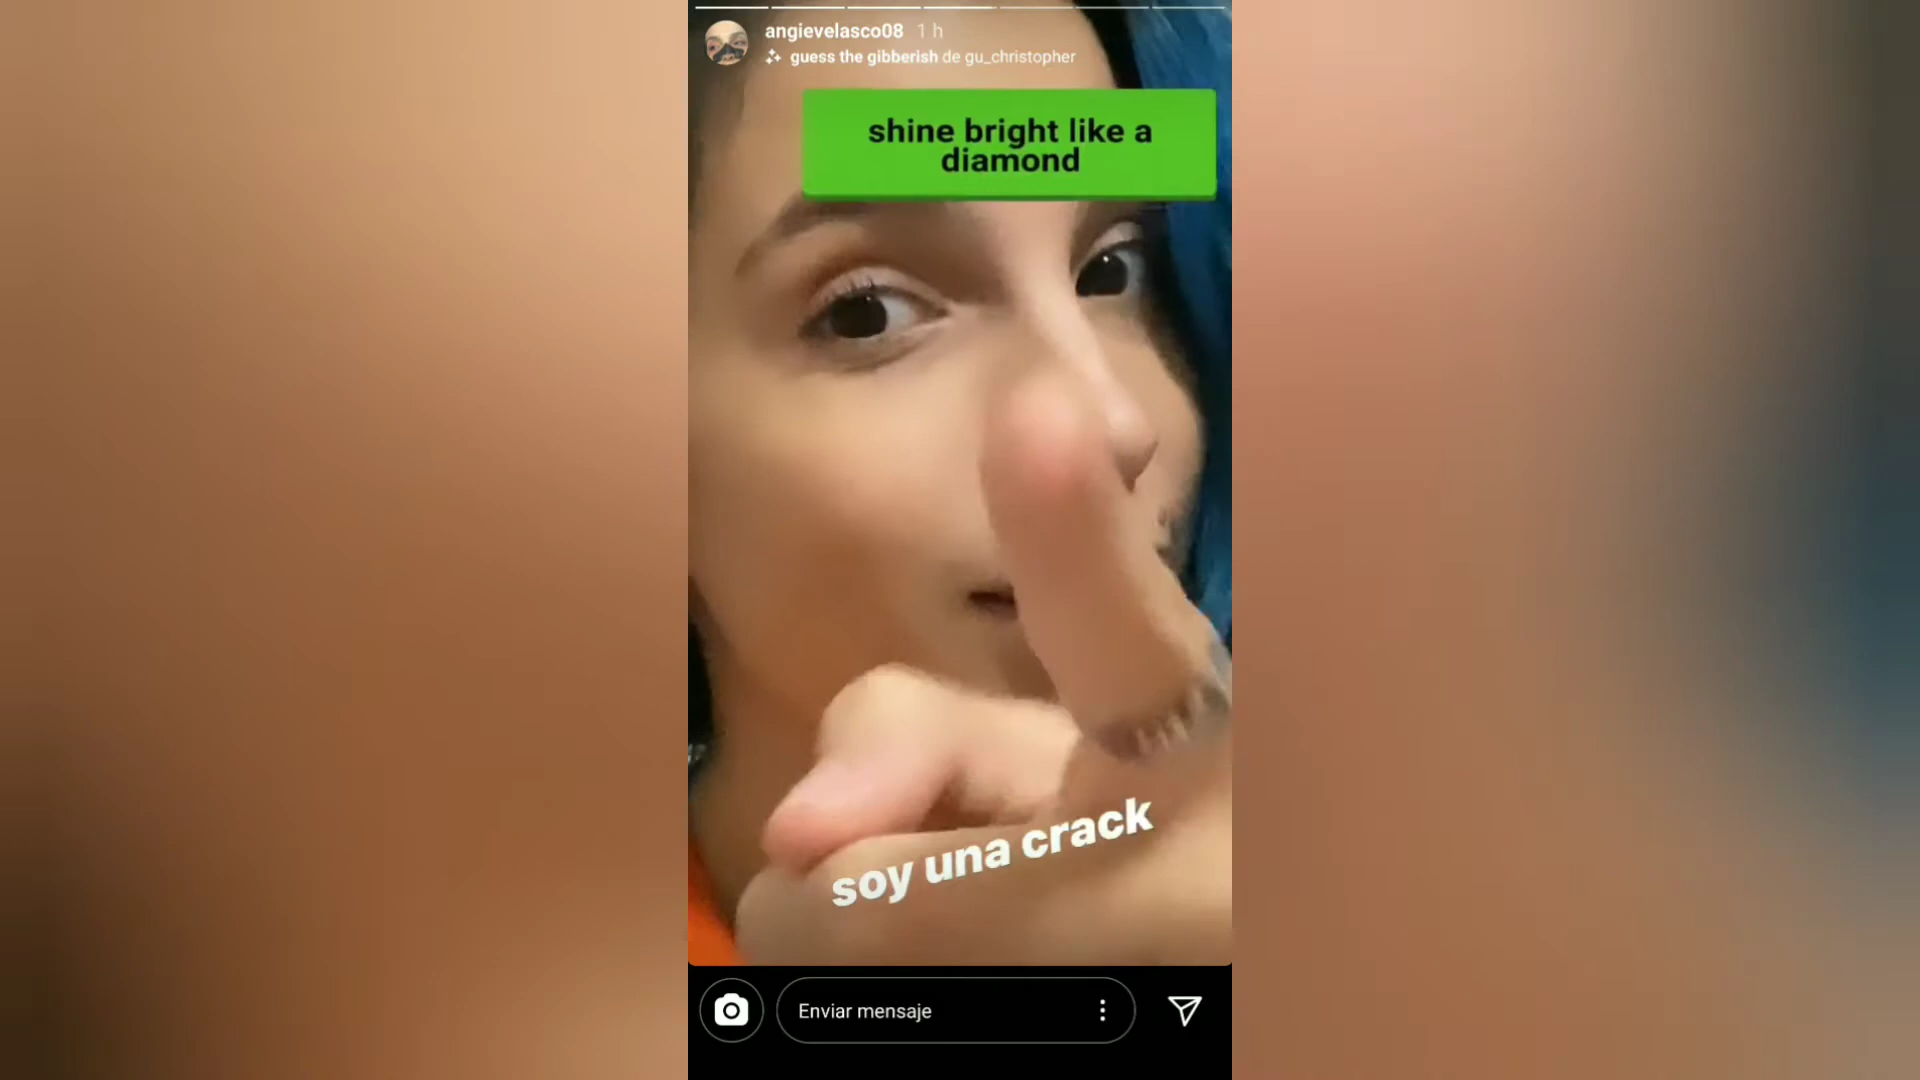 angievelasco08 1 h
guess the gibberish de gu_christopher
shine bright like a
diamond
soy una crack
Enviar mensaje